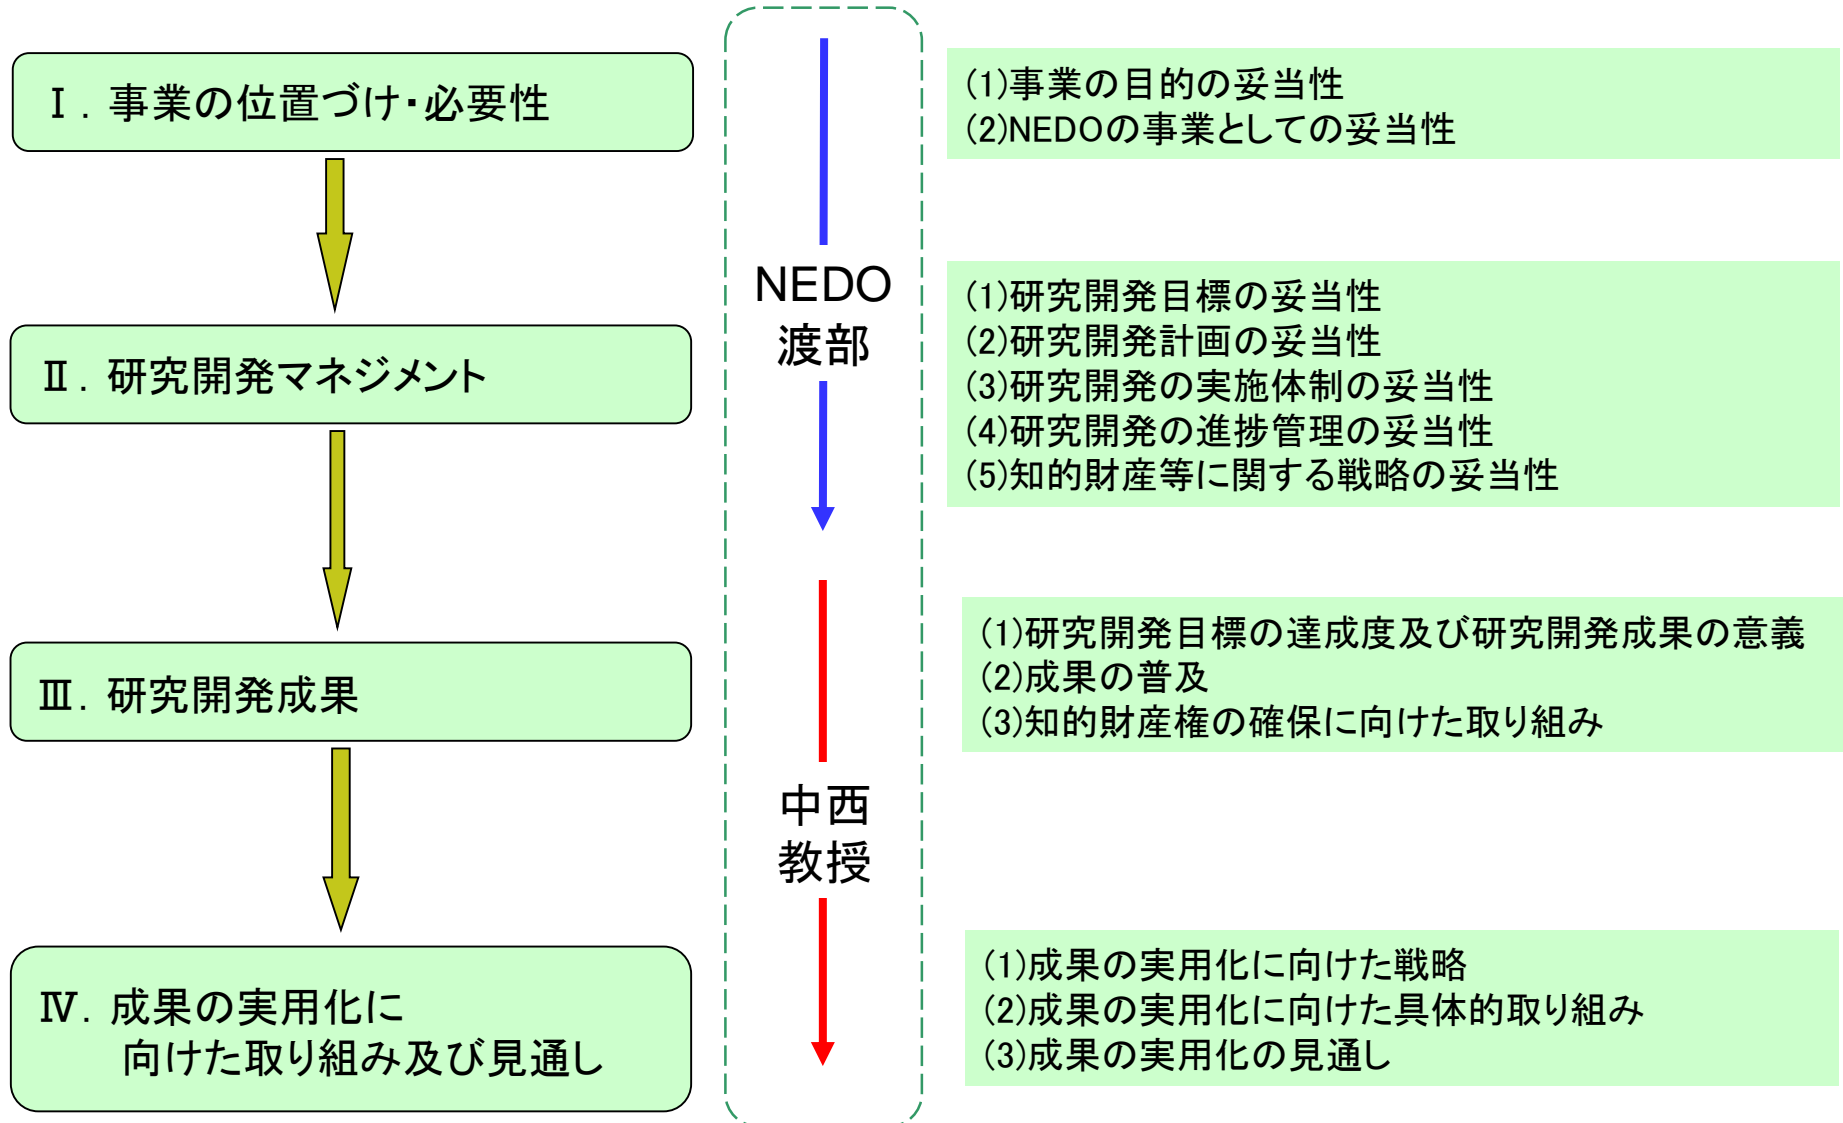 Ⅰ．事業の位置づけ・必要性
(1)事業の目的の妥当性
(2)NEDOの事業としての妥当性
NEDO
渡部
Ⅱ．研究開発マネジメント
(1)研究開発目標の妥当性
(2)研究開発計画の妥当性
(3)研究開発の実施体制の妥当性
(4)研究開発の進捗管理の妥当性
(5)知的財産等に関する戦略の妥当性
Ⅲ．研究開発成果
(1)研究開発目標の達成度及び研究開発成果の意義
(2)成果の普及
(3)知的財産権の確保に向けた取り組み
中西
教授
Ⅳ．成果の実用化に
向けた取り組み及び見通し
(1)成果の実用化に向けた戦略
(2)成果の実用化に向けた具体的取り組み
(3)成果の実用化の見通し